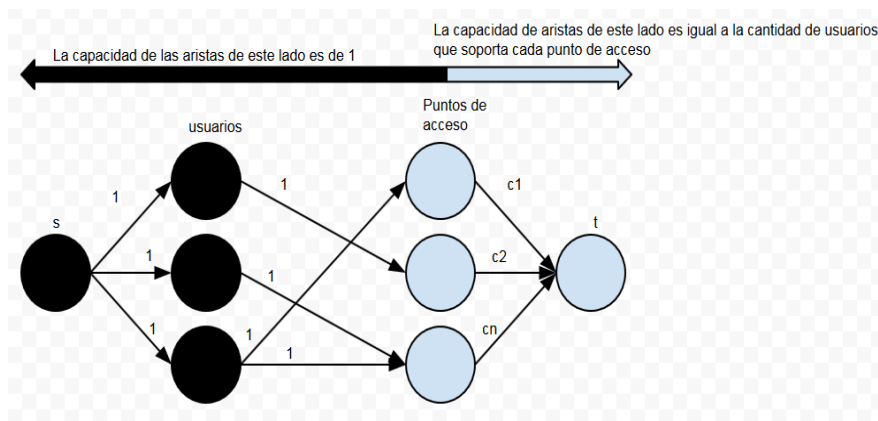 La capacidad de aristas de este lado es igual a la cantidad de usuarios
que soporta cada punto de acceso
La capacidad de las aristas de este lado es de 1
Puntos de
acceso
usuarios
1
1
c1
s
t
1
1
c2
1
1
1
cn